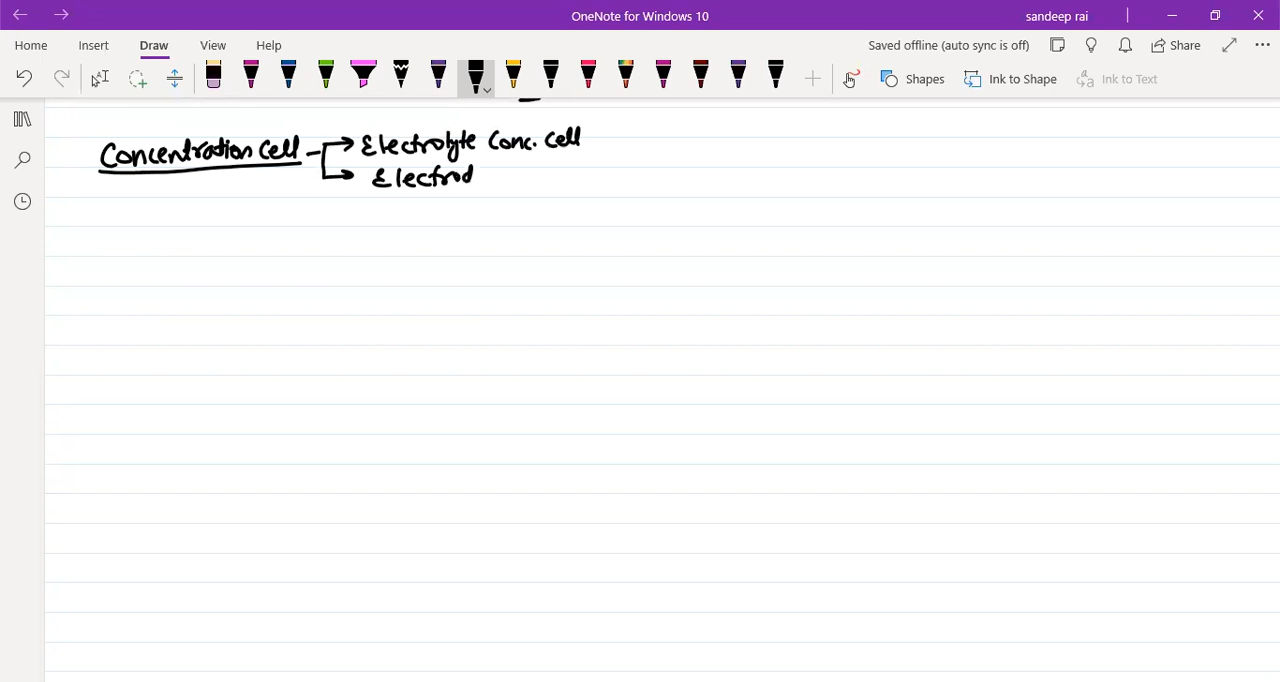 OneNote for Windows 10
sandeep rai
Home Insert Draw View Help
Saved offline (auto sync is off)
Share
Shapes
Ink to Shape
Ink to Text
Concentration Cell → Electrolyte Conc. Cell
→ Electrod